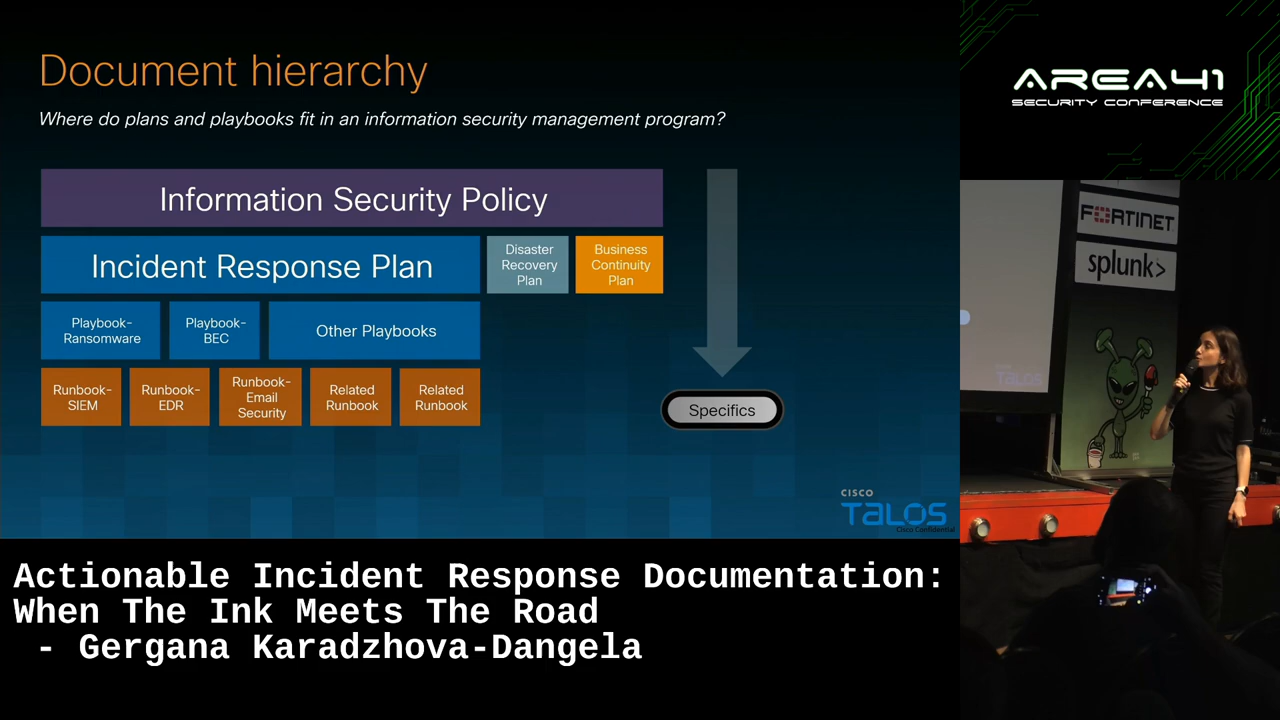 Document hierarchy
Where do plans and playbooks fit in an information security management program?
Information Security Policy
Incident Response Plan
Disaster
Recovery
Plan
Business
Continuity
Plan
Playbook-
Ransomware
Playbook-
BEC
Other Playbooks
Runbook-
SIEM
Runbook-
EDR
Runbook-
Email
Security
Related
Runbook
Related
Runbook
Specifics
CISCO
TALOS
Cisco Confidential
AREA41
SECURITY CONFERENCE
FORTINET
splunk>
TALOS
Actionable Incident Response Documentation:
When The Ink Meets The Road
- Gergana Karadzhova-Dangela